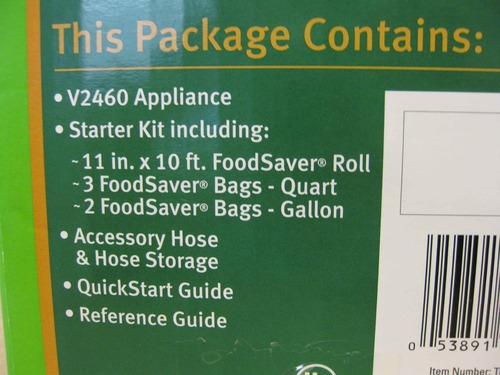 This Package Contains:
• V2460 Appliance
• Starter Kit including:
~11 in. x 10 ft. FoodSaver® Roll
~3 FoodSaver® Bags - Quart
~2 FoodSaver® Bags - Gallon
• Accessory Hose
& Hose Storage
• QuickStart Guide
• Reference Guide
0 53891
Item Number: T